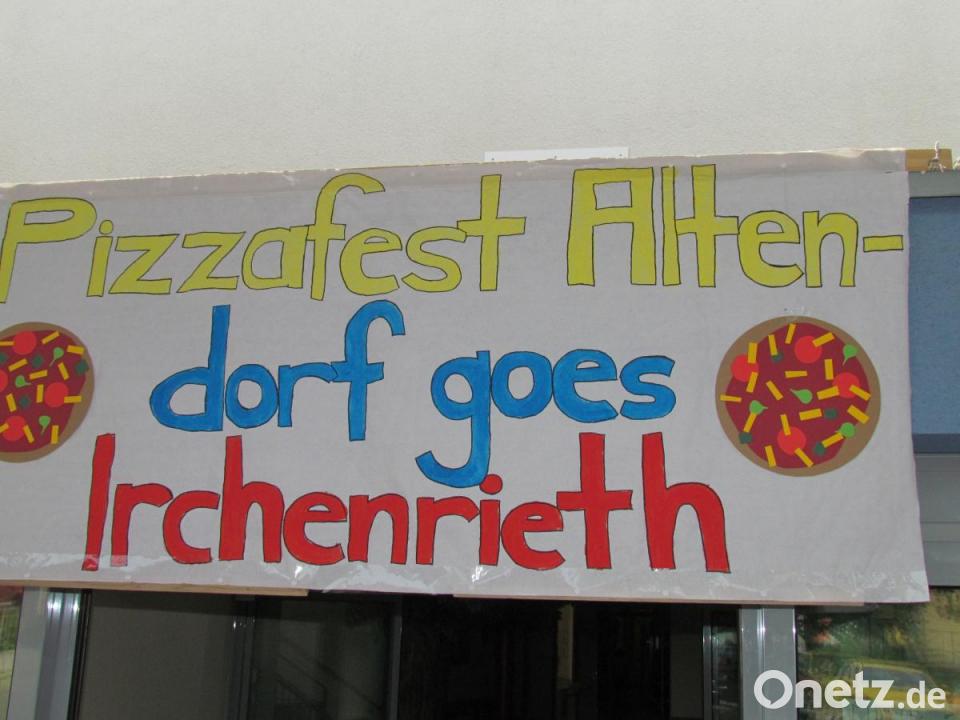 Pizzafest Alten-
dorf goes
Irchenrieth
Onetz.de